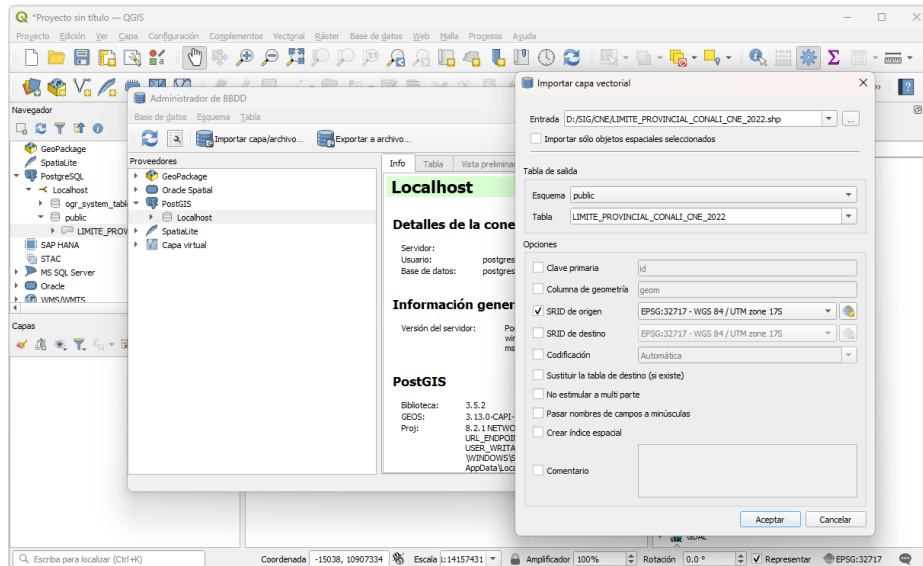 *Proyecto sin título — QGIS
Proyecto Edición Ver Capa Configuración Complementos Vectorial Ráster Base de datos Web Malla Procesos Ayuda
Navegador
GeoPackage
SpatiaLite
PostgreSQL
Localhost
ogr_system_tabl
public
LIMITE_PROV
SAP HANA
STAC
MS SQL Server
Oracle
WMS/WMTS
Capas
Administrador de BBDD
Base de datos Esquema Tabla
Importar capa/archivo... Exportar a archivo...
Proveedores
GeoPackage
Oracle Spatial
PostGIS
Localhost
SpatiaLite
Capa virtual
Info Tabla Vista preliminar
Localhost
Detalles de la cone
Servidor:
Usuario: postgres
Base de datos: postgres
Información gener
Versión del servidor: Pos
win
ms
PostGIS
Biblioteca: 3.5.2
GEOS: 3.13.0-CAPI-
Proj: 8.2.1 NETWO
URL_ENDPOI
USER_WRITA
\WINDOWS\S
AppData\Loca
Importar capa vectorial
Entrada D:/SIG/CNE/LIMITE_PROVINCIAL_CONALI_CNE_2022.shp ...
Importar sólo objetos espaciales seleccionados
Tabla de salida
Esquema public
Tabla LIMITE_PROVINCIAL_CONALI_CNE_2022
Opciones
Clave primaria id
Columna de geometría geom
SRID de origen EPSG:32717 - WGS 84 / UTM zone 17S
SRID de destino EPSG:32717 - WGS 84 / UTM zone 17S
Codificación Automática
Sustituir la tabla de destino (si existe)
No estimular a multi parte
Pasar nombres de campos a minúsculas
Crear índice espacial
Comentario
Aceptar Cancelar
GDAL
Escriba para localizar (Ctrl+K) Coordenada -15038, 10907334 Escala 1:14157431 Amplificador 100% Rotación 0.0 ° Representar EPSG:32717